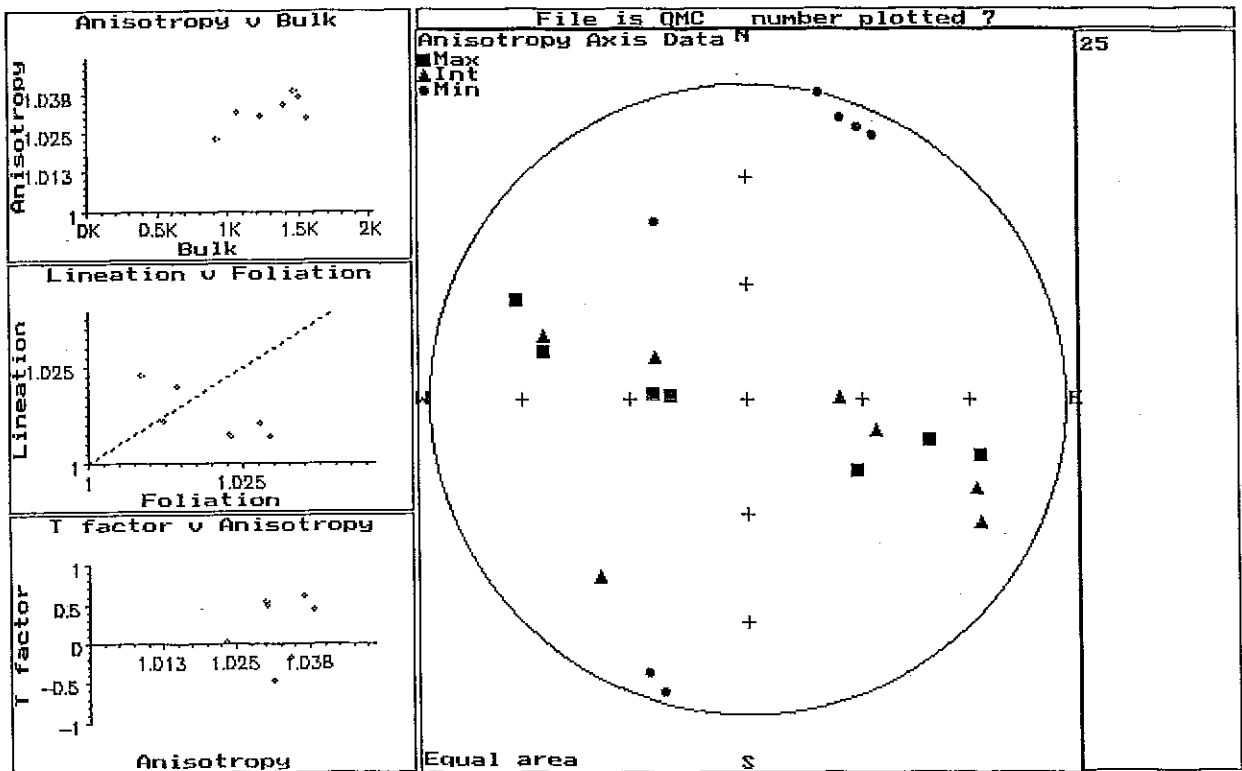 Anisotropy v Bulk
Anisotropy
1.038
1.025
1.013
1
0K 0.5K 1K 1.5K 2K
Bulk
Lineation v Foliation
Lineation
1.025
1
1 1.025
Foliation
T factor v Anisotropy
T factor
1
0.5
0
-0.5
-1
1.013 1.025 1.038
Anisotropy
File is QMC number plotted 7
Anisotropy Axis Data
Max
Int
Min
N
W
E
S
Equal area
25